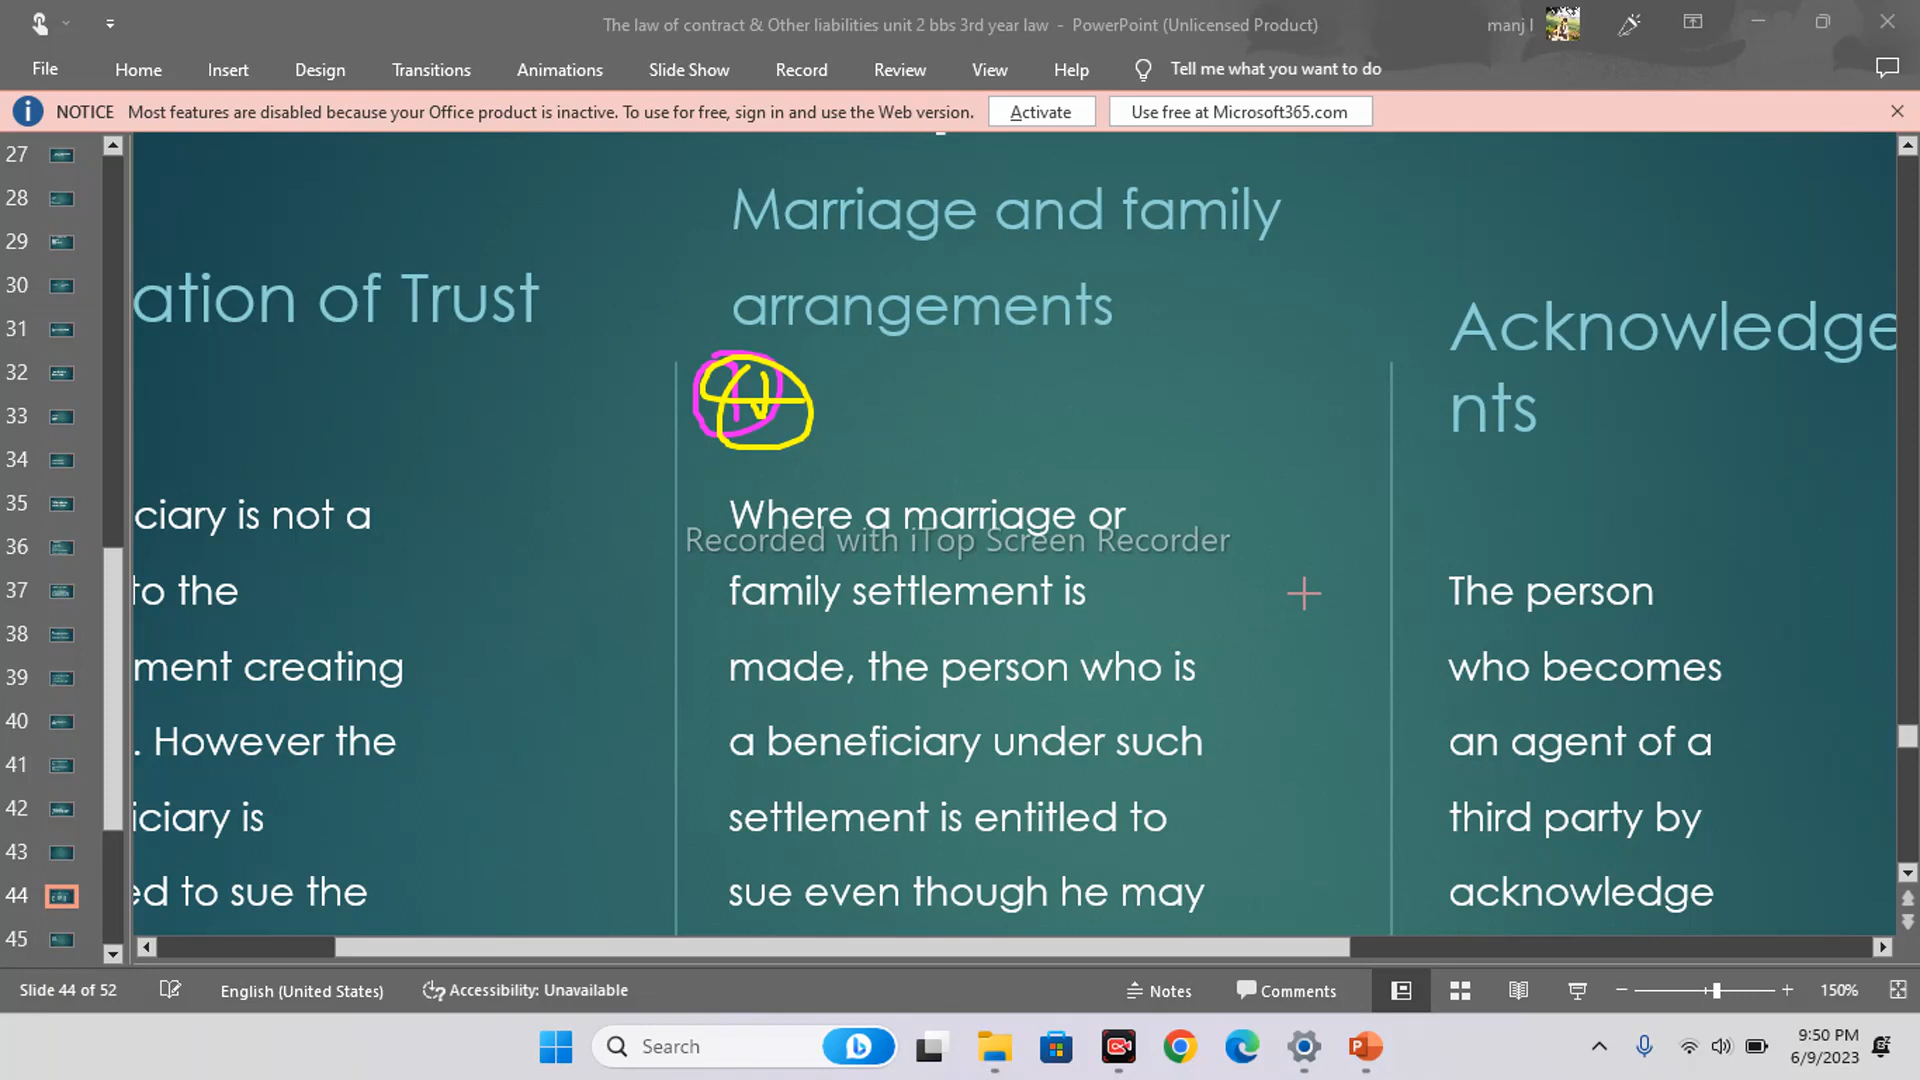 The law of contract & Other liabilities unit 2 bbs 3rd year law - PowerPoint (Unlicensed Product)
manj l
File
Home
Insert
Design
Transitions
Animations
Slide Show
Record
Review
View
Help
Tell me what you want to do
NOTICE Most features are disabled because your Office product is inactive. To use for free, sign in and use the Web version.
Activate
Use free at Microsoft365.com
27
28
29
30
31
32
33
34
35
36
37
38
39
40
41
42
43
44
45
ation of Trust
ciary is not a
to the
ment creating
. However the
iciary is
ed to sue the
Marriage and family
arrangements
Where a marriage or
family settlement is
made, the person who is
a beneficiary under such
settlement is entitled to
sue even though he may
Recorded with iTop Screen Recorder
Acknowledge
nts
The person
who becomes
an agent of a
third party by
acknowledge
Slide 44 of 52
English (United States)
Accessibility: Unavailable
Notes
Comments
150%
Search
9:50 PM
6/9/2023